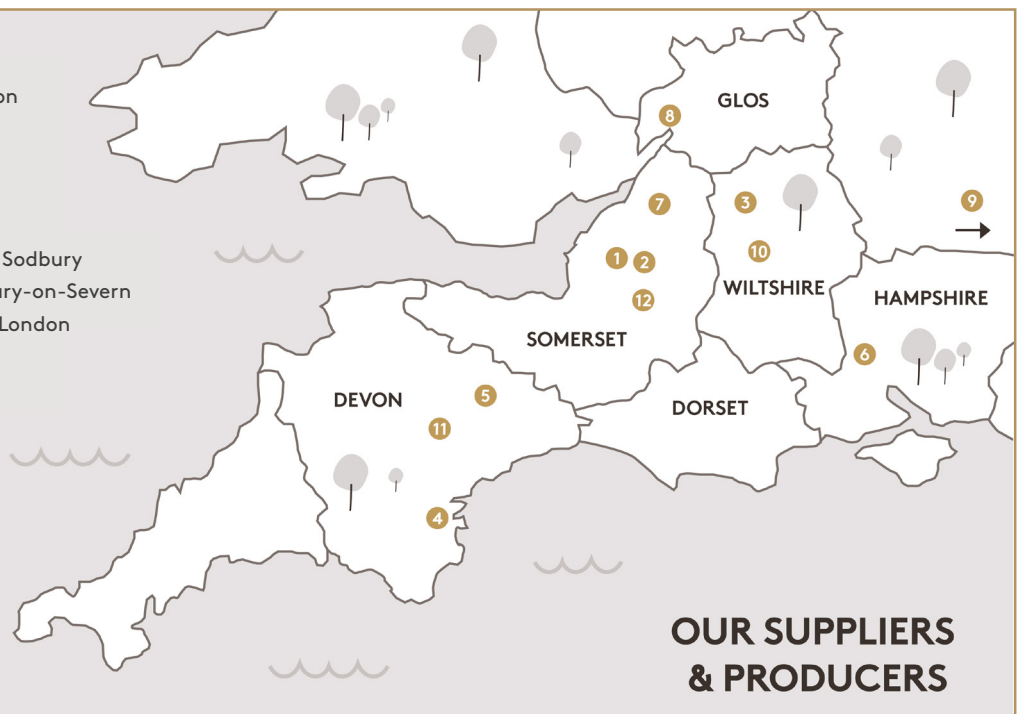 on
Sodbury
ry-on-Severn
London
GLOS
8
9
7
3
10
1
2
WILTSHIRE
HAMPSHIRE
12
SOMERSET
6
DEVON
5
DORSET
11
4
OUR SUPPLIERS
& PRODUCERS